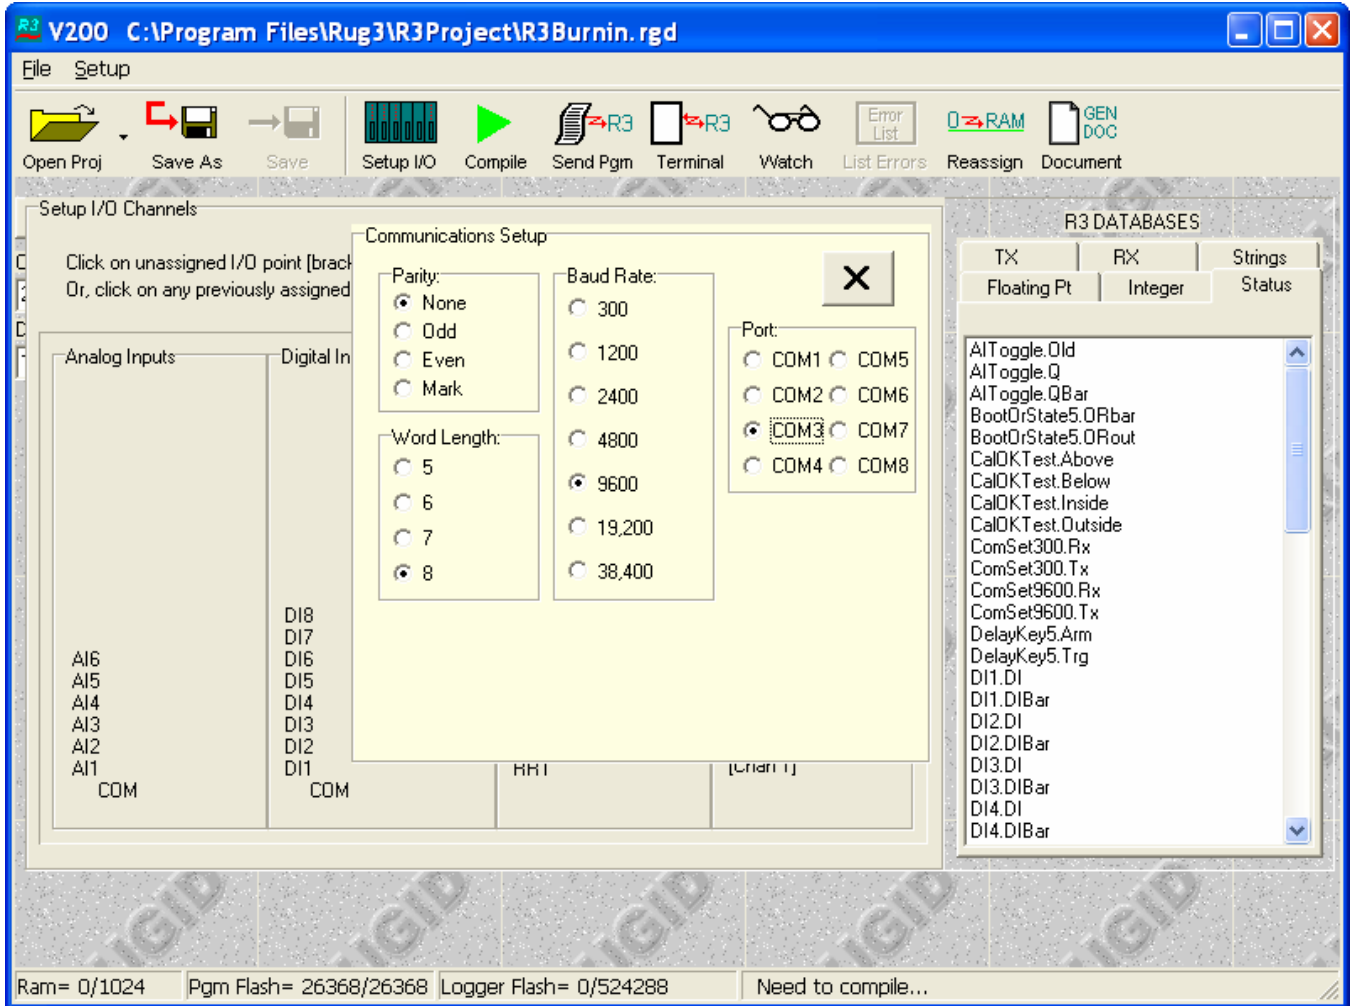 R3 V200 C:\Program Files\Rug3\R3Project\R3Burnin.rgd
File Setup
R3 R3 Error List O RAM GEN DOC
Open Proj Save As Save Setup I/O Compile Send Pgm Terminal Watch List Errors Reassign Document
Setup I/O Channels
Click on unassigned I/O point [brack
Or, click on any previously assigned
Analog Inputs
AI6
AI5
AI4
AI3
AI2
AI1
COM
Digital In
DI8
DI7
DI6
DI5
DI4
DI3
DI2
DI1
COM
RR1
[Chan 1]
Communications Setup
Parity:
None
Odd
Even
Mark
Word Length:
5
6
7
8
Baud Rate:
300
1200
2400
4800
9600
19,200
38,400
Port:
COM1 COM5
COM2 COM6
COM3 COM7
COM4 COM8
R3 DATABASES
TX RX Strings
Floating Pt Integer Status
AIToggle.Old
AIToggle.Q
AIToggle.QBar
BootOrState5.ORbar
BootOrState5.ORout
CalOKTest.Above
CalOKTest.Below
CalOKTest.Inside
CalOKTest.Outside
ComSet300.Rx
ComSet300.Tx
ComSet9600.Rx
ComSet9600.Tx
DelayKey5.Arm
DelayKey5.Trg
DI1.DI
DI1.DIBar
DI2.DI
DI2.DIBar
DI3.DI
DI3.DIBar
DI4.DI
DI4.DIBar
Ram= 0/1024 Pgm Flash= 26368/26368 Logger Flash= 0/524288 Need to compile...